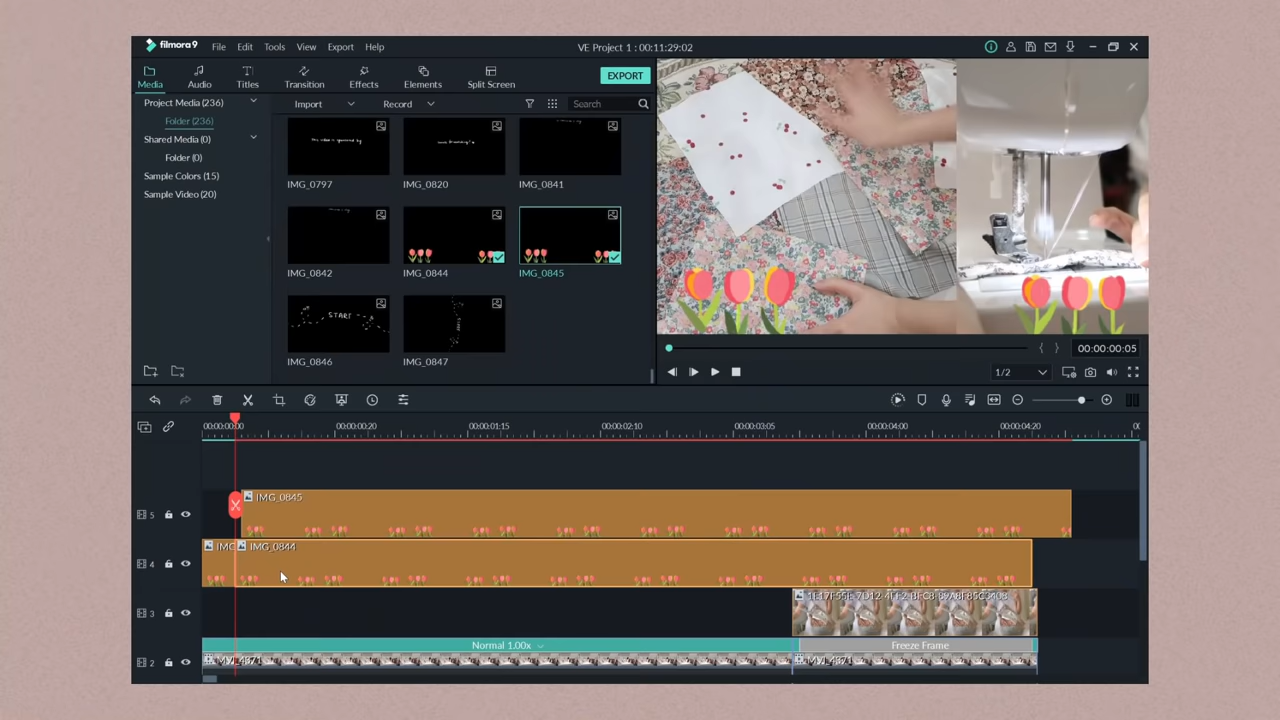 filmora9 File Edit Tools View Export Help VE Project 1 : 00:11:29:02
Media Audio Titles Transition Effects Elements Split Screen EXPORT
Project Media (236)
Folder (236)
Shared Media (0)
Folder (0)
Sample Colors (15)
Sample Video (20)
Import Record Search
IMG_0797 IMG_0820 IMG_0841
IMG_0842 IMG_0844 IMG_0845
START
IMG_0846 IMG_0847
00:00:00:05
1/2
00:00:00:00 00:00:00:20 00:00:01:15 00:00:02:10 00:00:03:05 00:00:04:00 00:00:04:20
5 IMG_0845
4 IMG_0844
3
Normal 1.00x Freeze Frame
2 MVI_4371 MVI_4371